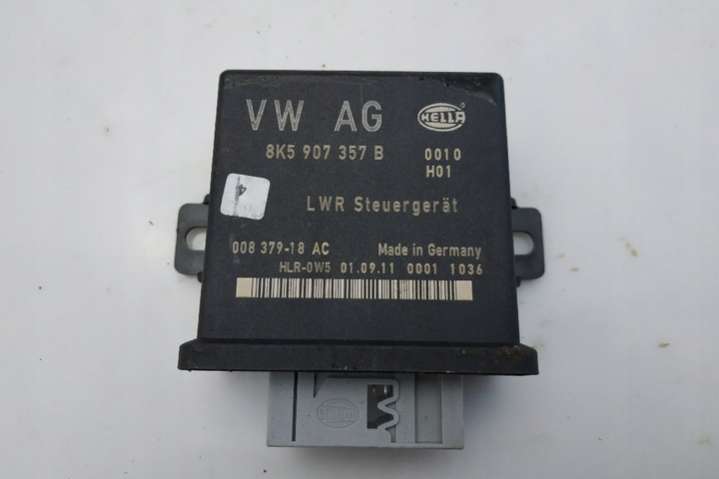 VW AG HELLA
8K5 907 357 B 0010
H01
LWR Steuergerät
008 379-18 AC Made in Germany
HLR-0W5 01.09.11 0001 1036